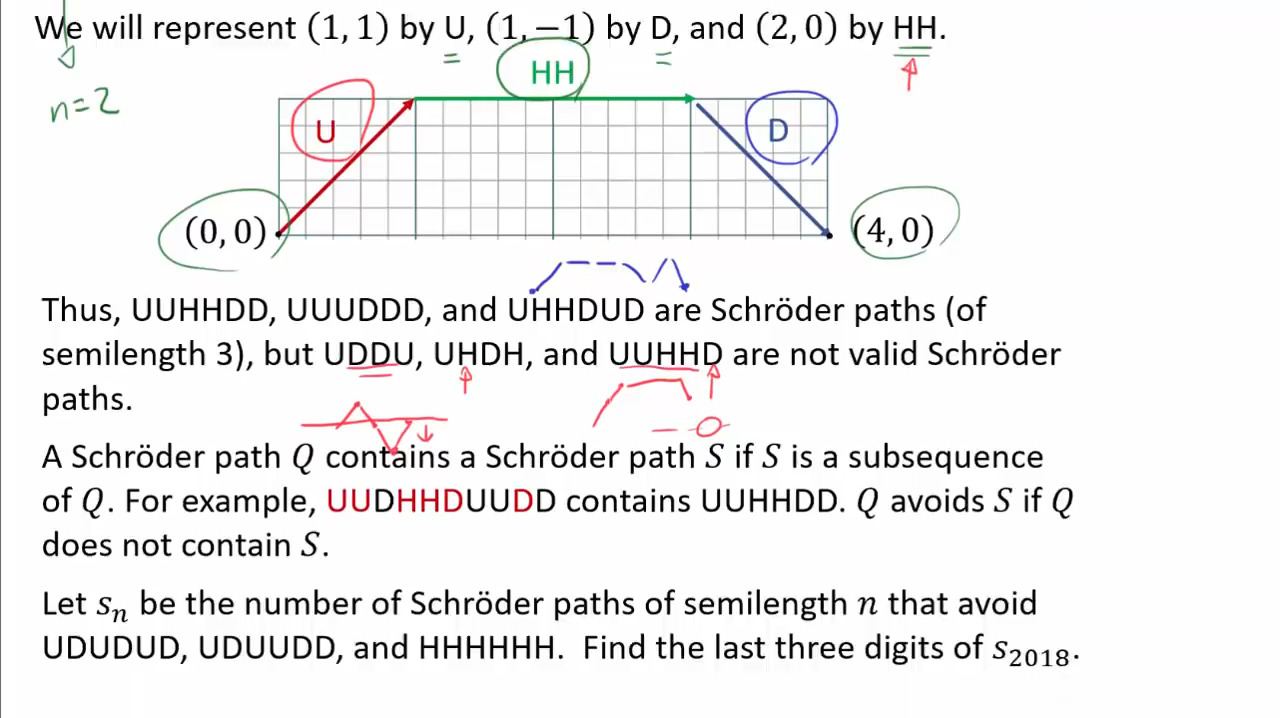 We will represent (1, 1) by U, (1, −1) by D, and (2, 0) by HH.
n=2
HH
U
D
(0, 0)
(4, 0)
Thus, UUHHDD, UUUDDD, and UHHDUD are Schröder paths (of
semilength 3), but UDDU, UHDH, and UUHHD are not valid Schröder
paths.
A Schröder path Q contains a Schröder path S if S is a subsequence
of Q. For example, UUDHHDUUDD contains UUHHDD. Q avoids S if Q
does not contain S.
Let sₙ be the number of Schröder paths of semilength n that avoid
UDUDUD, UDUUDD, and HHHHHH. Find the last three digits of s₂₀₁₈.